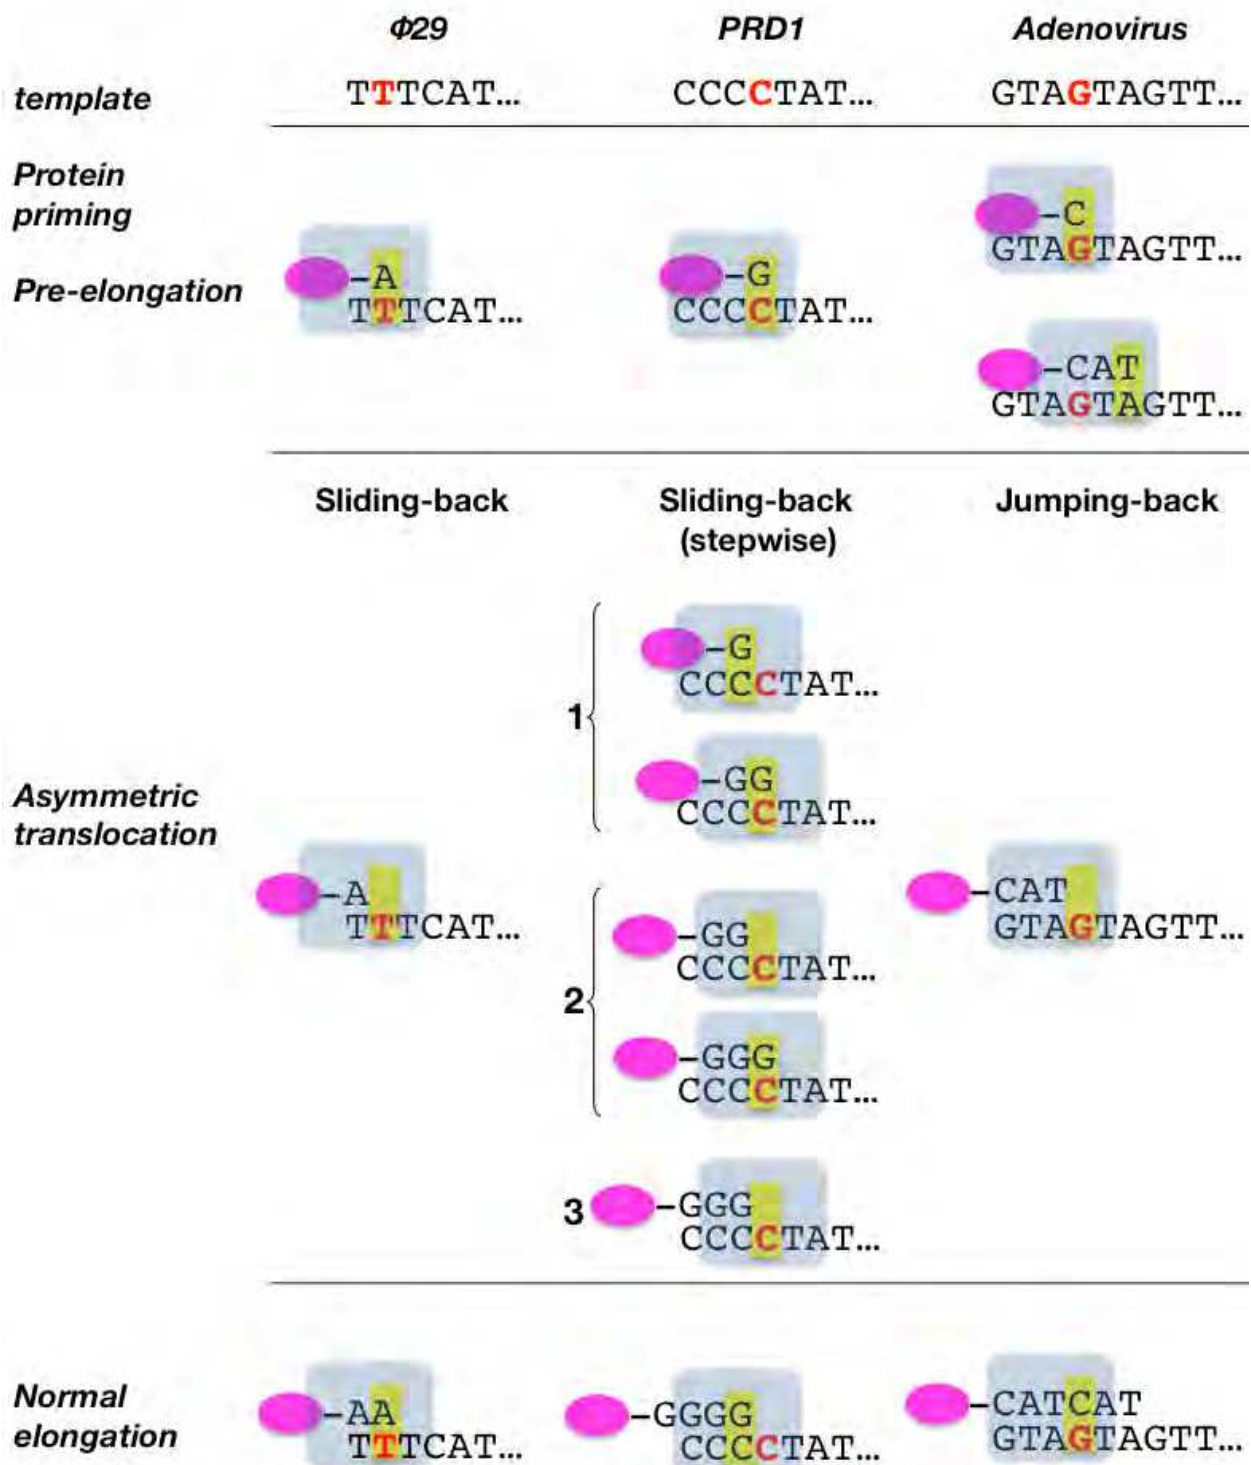 Φ29 PRD1 Adenovirus
template TTTCAT... CCCCTAT... GTAGTAGTT...
Protein
priming
–C
GTAGTAGTT...
Pre-elongation –A –G
TTTCAT... CCCCTAT...
–CAT
GTAGTAGTT...
Sliding-back Sliding-back Jumping-back
(stepwise)
–G
CCCCTAT...
1
–GG
CCCCTAT...
Asymmetric
translocation
–A –GG –CAT
TTTCAT... CCCCTAT... GTAGTAGTT...
2
–GGG
CCCCTAT...
3 –GGG
CCCCTAT...
Normal
elongation
–AA –GGGG –CATCAT
TTTCAT... CCCCTAT... GTAGTAGTT...